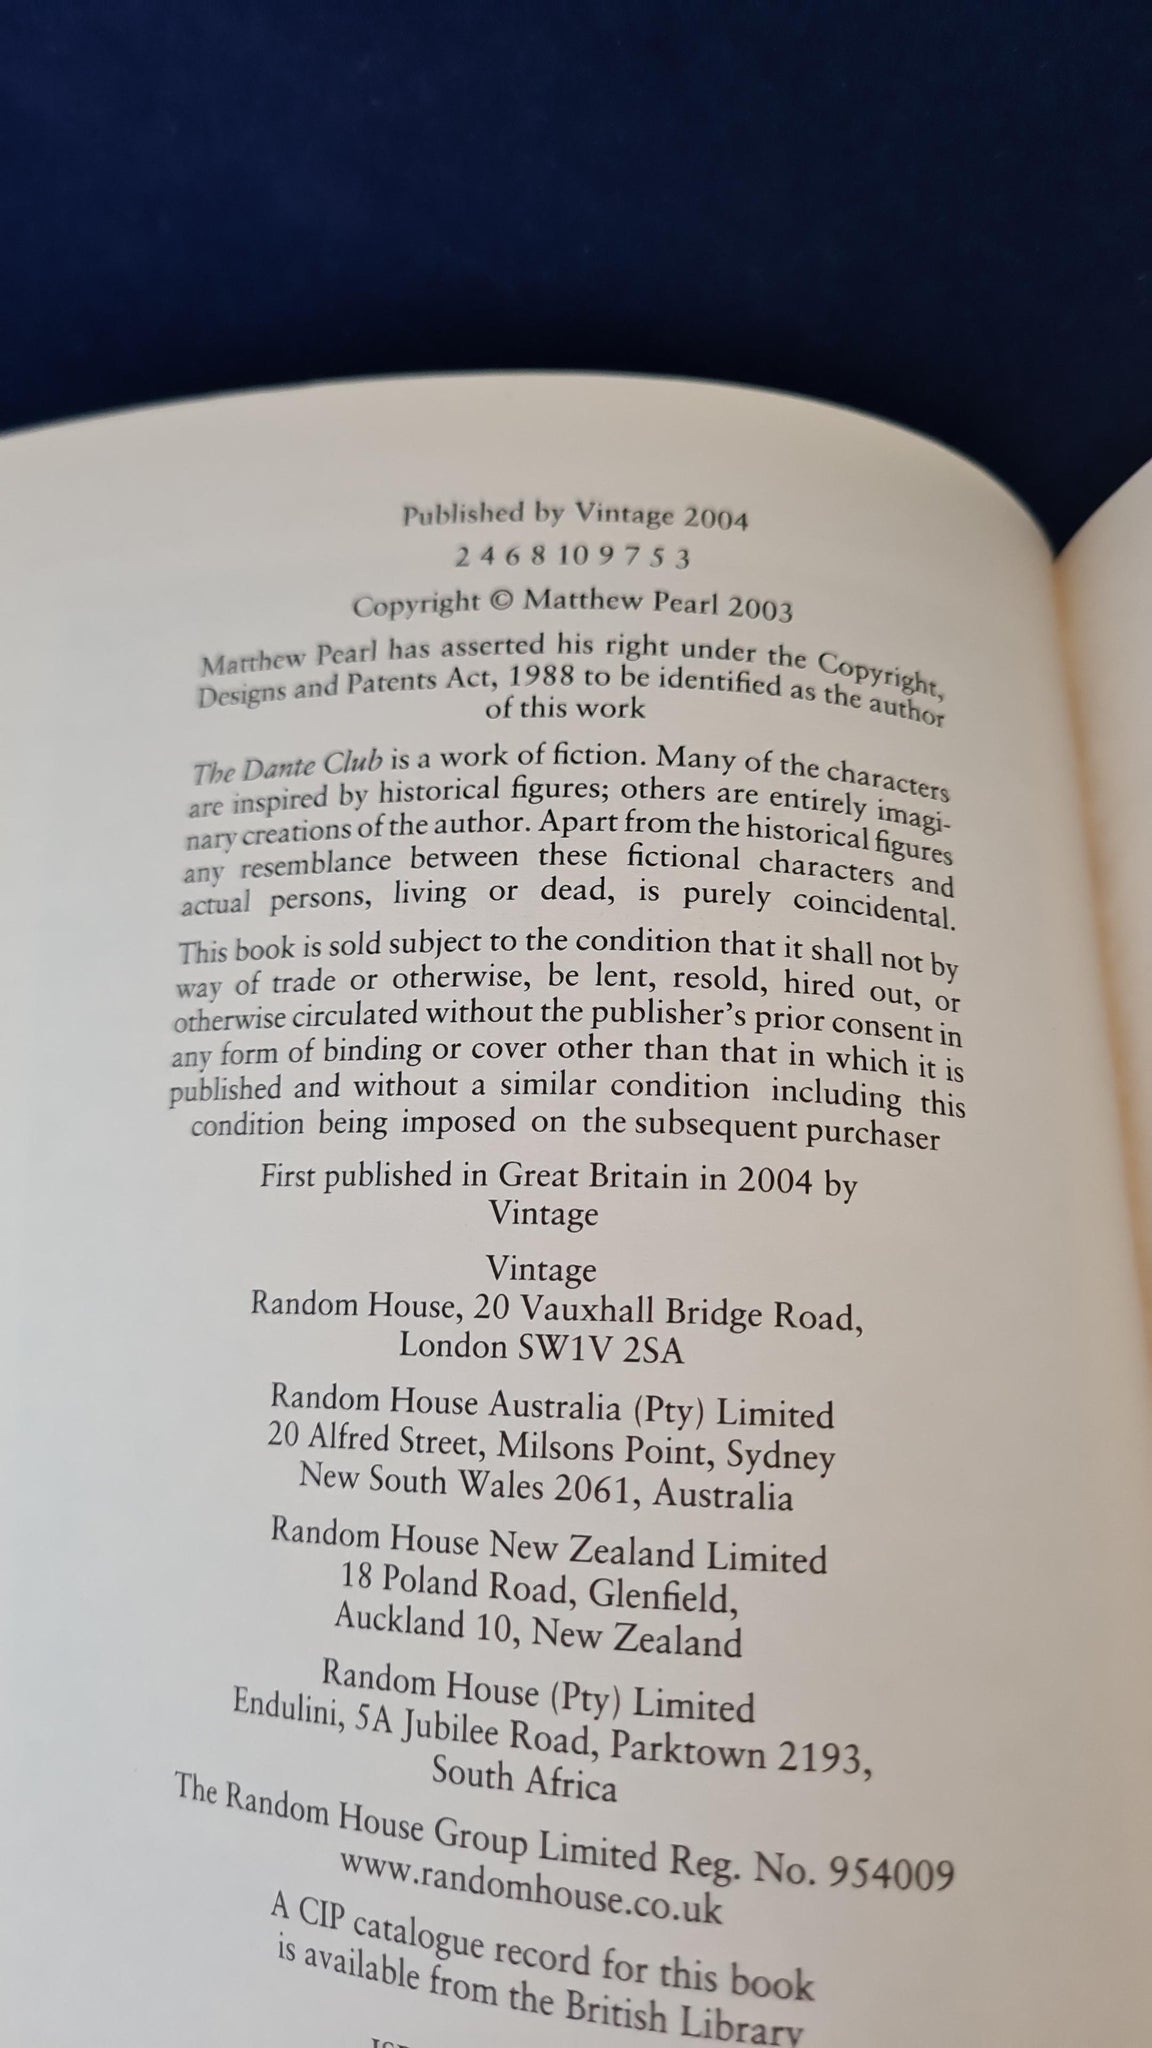 Published by Vintage 2004
2 4 6 8 10 9 7 5 3
Copyright © Matthew Pearl 2003
Matthew Pearl has asserted his right under the Copyright,
Designs and Patents Act, 1988 to be identified as the author
of this work
The Dante Club is a work of fiction. Many of the characters
are inspired by historical figures; others are entirely imagi-
nary creations of the author. Apart from the historical figures
any resemblance between these fictional characters and
actual persons, living or dead, is purely coincidental.
This book is sold subject to the condition that it shall not by
way of trade or otherwise, be lent, resold, hired out, or
otherwise circulated without the publisher's prior consent in
any form of binding or cover other than that in which it is
published and without a similar condition including this
condition being imposed on the subsequent purchaser
First published in Great Britain in 2004 by
Vintage
Vintage
Random House, 20 Vauxhall Bridge Road,
London SW1V 2SA
Random House Australia (Pty) Limited
20 Alfred Street, Milsons Point, Sydney
New South Wales 2061, Australia
Random House New Zealand Limited
18 Poland Road, Glenfield,
Auckland 10, New Zealand
Random House (Pty) Limited
Endulini, 5A Jubilee Road, Parktown 2193,
South Africa
The Random House Group Limited Reg. No. 954009
www.randomhouse.co.uk
A CIP catalogue record for this book
is available from the British Library